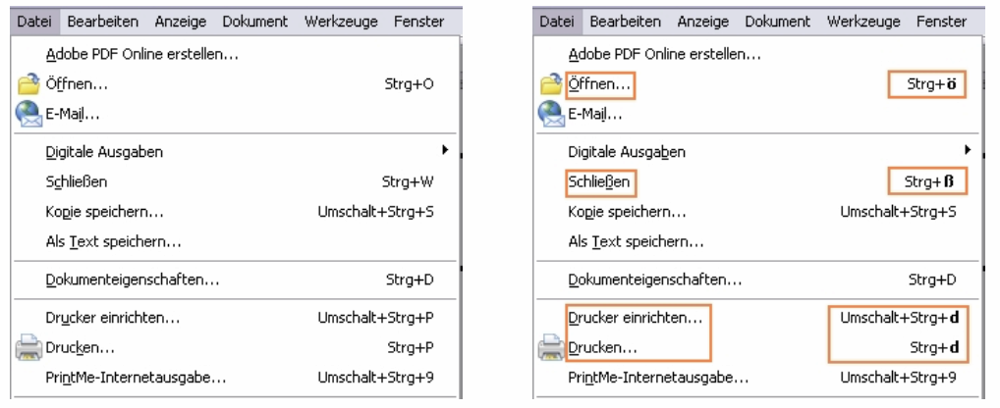 Datei Bearbeiten Anzeige Dokument Werkzeuge Fenster
Adobe PDF Online erstellen...
Öffnen... Strg+O
E-Mail...
Digitale Ausgaben
Schließen Strg+W
Kopie speichern... Umschalt+Strg+S
Als Text speichern...
Dokumenteigenschaften... Strg+D
Drucker einrichten... Umschalt+Strg+P
Drucken... Strg+P
PrintMe-Internetausgabe... Umschalt+Strg+9
Datei Bearbeiten Anzeige Dokument Werkzeuge Fenster
Adobe PDF Online erstellen...
Öffnen... Strg+ö
E-Mail...
Digitale Ausgaben
Schließen Strg+ß
Kopie speichern... Umschalt+Strg+S
Als Text speichern...
Dokumenteigenschaften... Strg+D
Drucker einrichten... Umschalt+Strg+d
Drucken... Strg+d
PrintMe-Internetausgabe... Umschalt+Strg+9